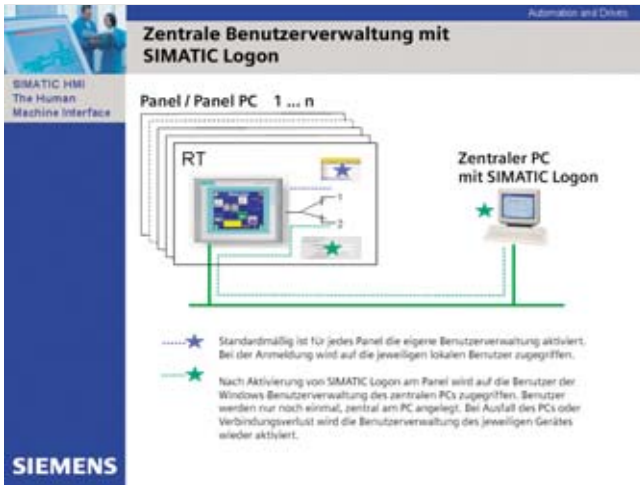 Automation and Drives
Zentrale Benutzerverwaltung mit
SIMATIC Logon
SIMATIC HMI
The Human
Machine Interface
Panel / Panel PC 1 ... n
RT
1
2
Zentraler PC
mit SIMATIC Logon
Standardmäßig ist für jedes Panel die eigene Benutzerverwaltung aktiviert.
Bei der Anmeldung wird auf die jeweiligen lokalen Benutzer zugegriffen.
Nach Aktivierung von SIMATIC Logon am Panel wird auf die Benutzer der
Windows Benutzerverwaltung des zentralen PCs zugegriffen. Benutzer
werden nur noch einmal, zentral am PC angelegt. Bei Ausfall des PCs oder
Verbindungsverlust wird die Benutzerverwaltung des jeweiligen Gerätes
wieder aktiviert.
SIEMENS